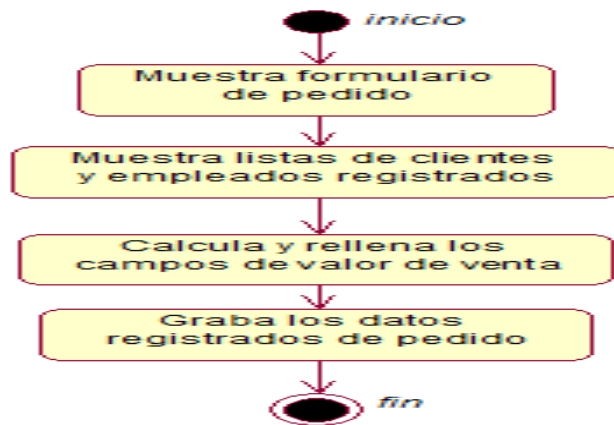 inicio
Muestra formulario
de pedido
Muestra listas de clientes
y empleados registrados
Calcula y rellena los
campos de valor de venta
Graba los datos
registrados de pedido
fin